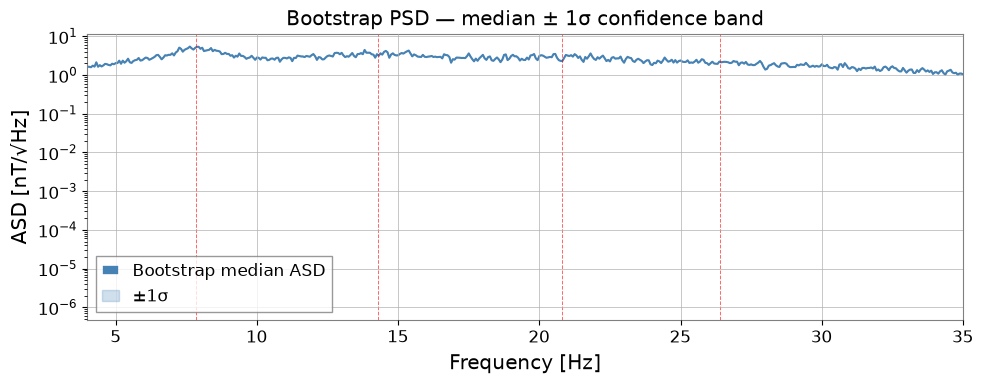 Bootstrap PSD — median ± 1σ confidence band
ASD [nT/√Hz]
10¹
10⁰
10⁻¹
10⁻²
10⁻³
10⁻⁴
10⁻⁵
10⁻⁶
Bootstrap median ASD
±1σ
5 10 15 20 25 30 35
Frequency [Hz]